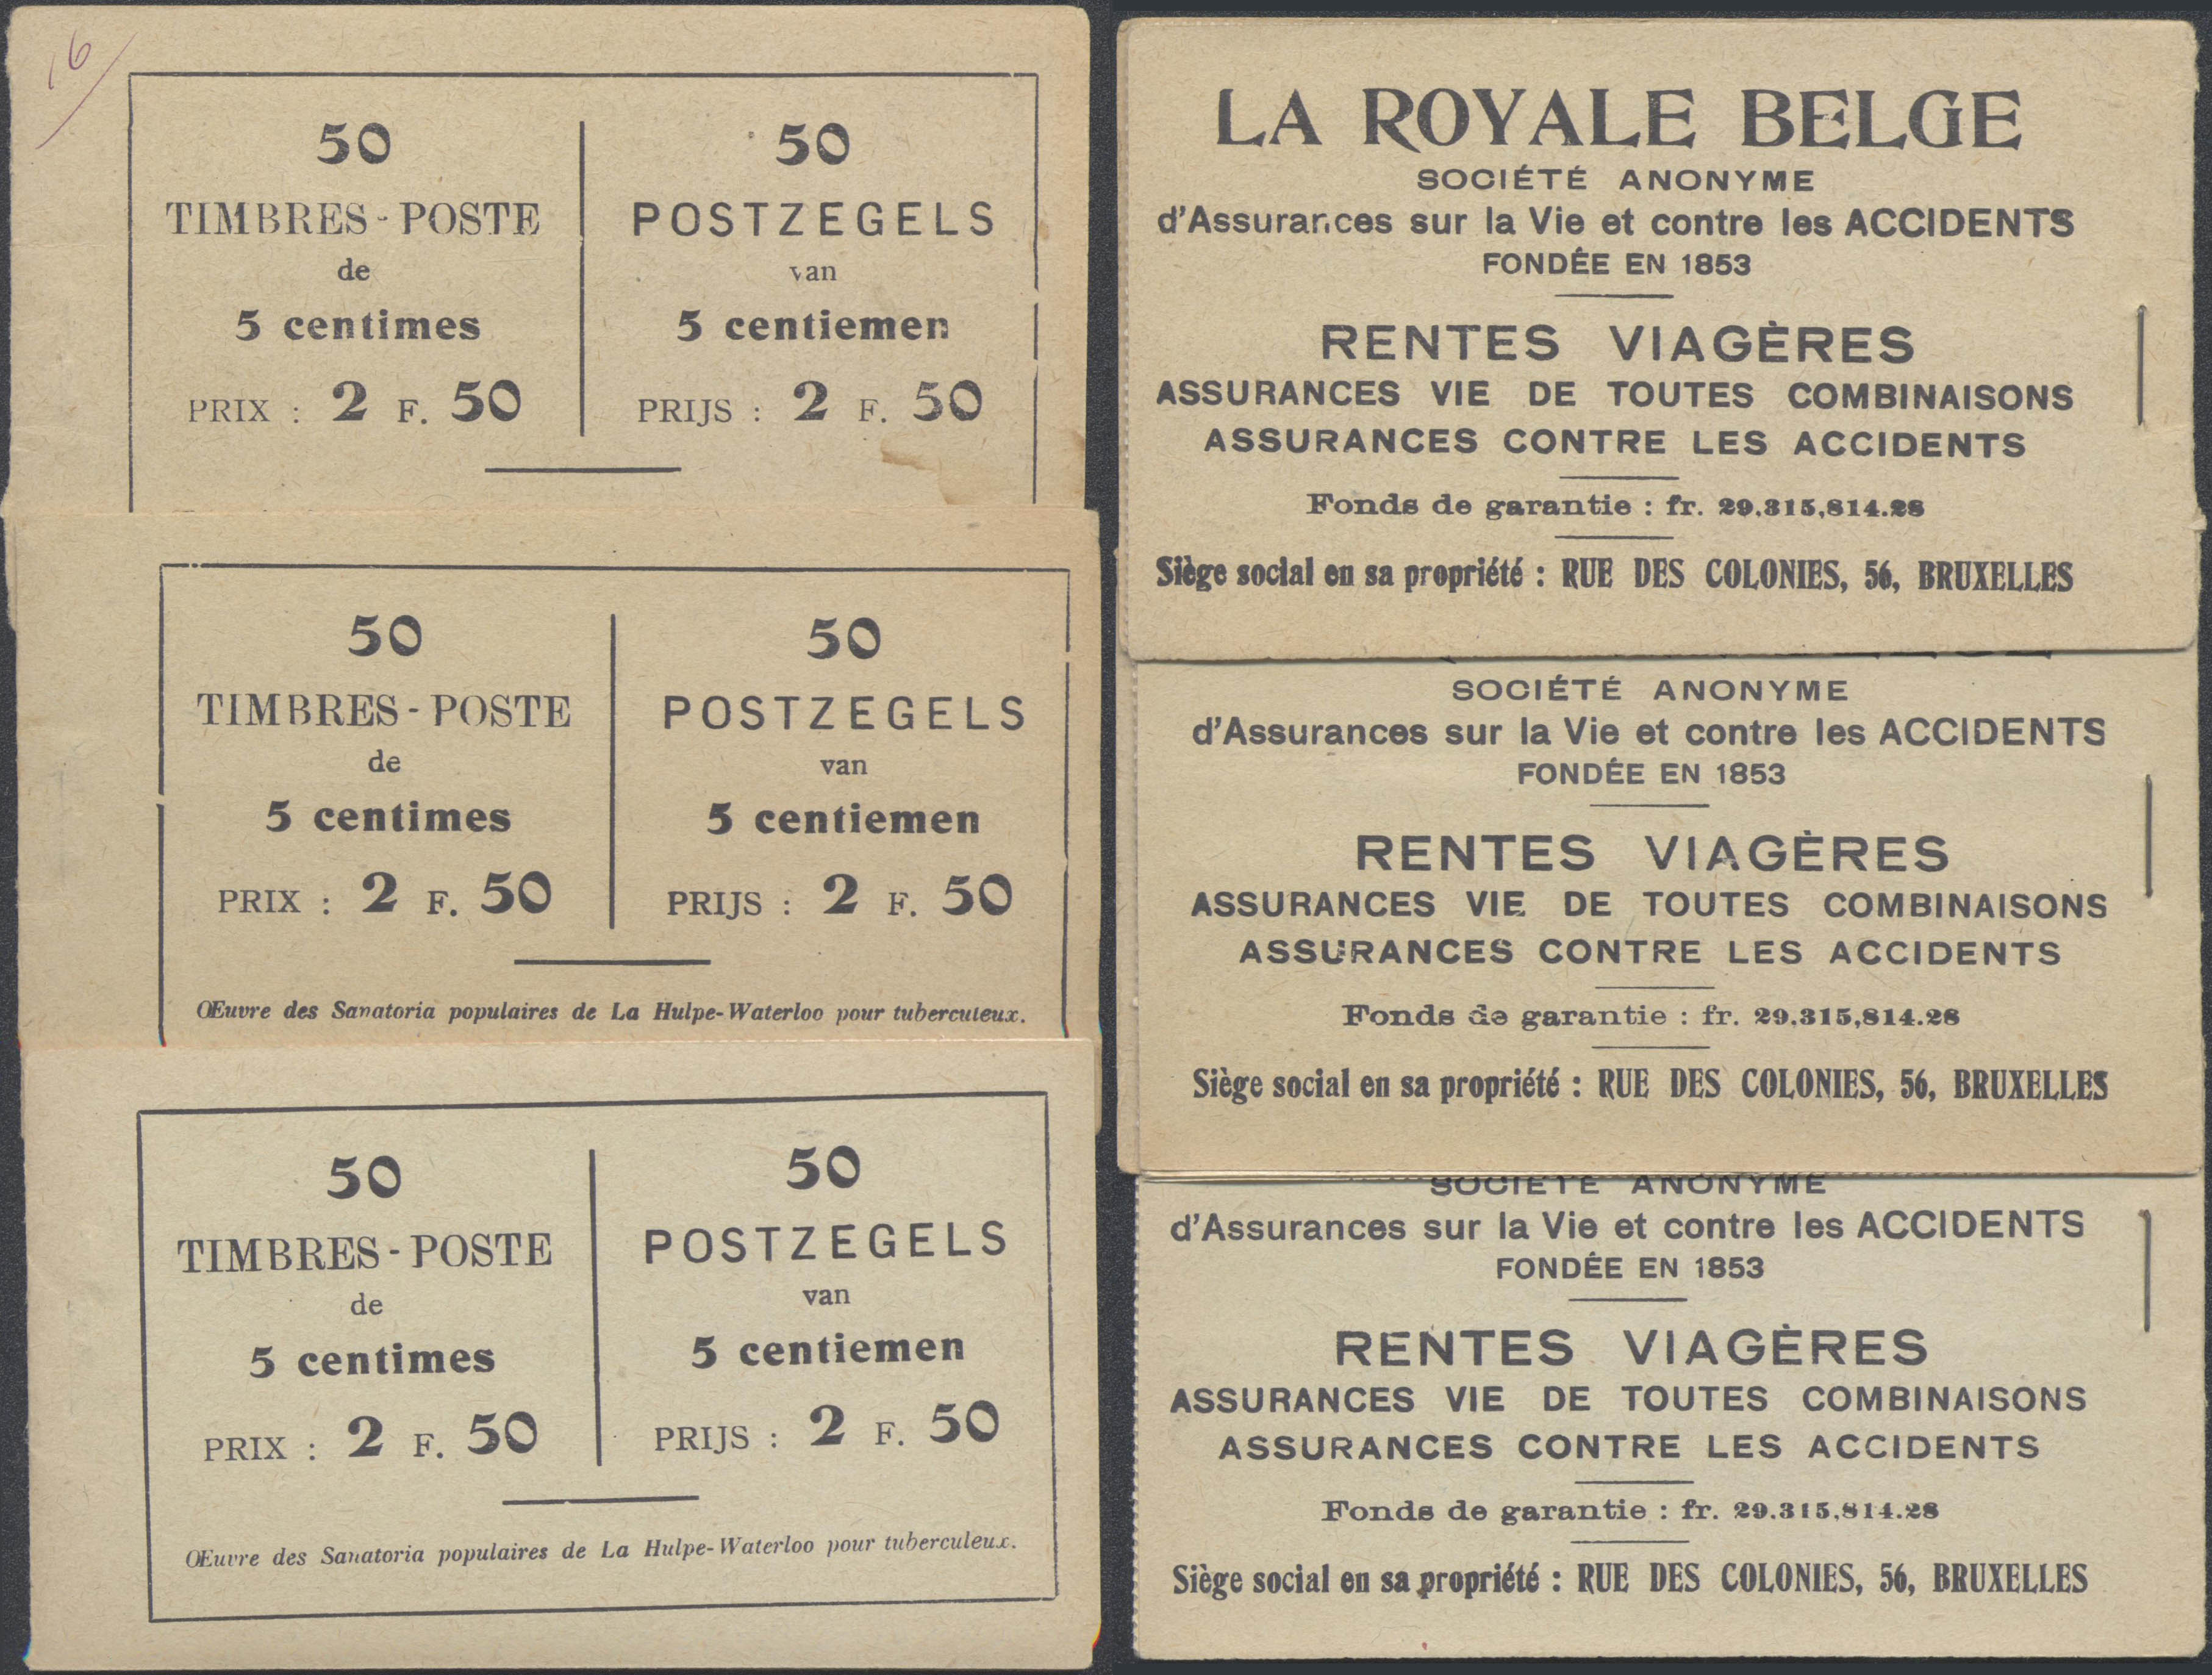 16
50
TIMBRES-POSTE
de
5 centimes
PRIX : 2 F. 50
50
POSTZEGELS
van
5 centiemen
PRIJS : 2 F. 50
50
TIMBRES-POSTE
de
5 centimes
PRIX : 2 F. 50
50
POSTZEGELS
van
5 centiemen
PRIJS : 2 F. 50
Œuvre des Sanatoria populaires de La Hulpe-Waterloo pour tuberculeux.
50
TIMBRES-POSTE
de
5 centimes
PRIX : 2 F. 50
50
POSTZEGELS
van
5 centiemen
PRIJS : 2 F. 50
Œuvre des Sanatoria populaires de La Hulpe-Waterloo pour tuberculeux.
LA ROYALE BELGE
SOCIÉTÉ ANONYME
d'Assurances sur la Vie et contre les ACCIDENTS
FONDÉE EN 1853
RENTES VIAGÈRES
ASSURANCES VIE DE TOUTES COMBINAISONS
ASSURANCES CONTRE LES ACCIDENTS
Fonds de garantie : fr. 29.315,814.28
Siège social en sa propriété : RUE DES COLONIES, 56, BRUXELLES
SOCIÉTÉ ANONYME
d'Assurances sur la Vie et contre les ACCIDENTS
FONDÉE EN 1853
RENTES VIAGÈRES
ASSURANCES VIE DE TOUTES COMBINAISONS
ASSURANCES CONTRE LES ACCIDENTS
Fonds de garantie : fr. 29,315,814.28
Siège social en sa propriété : RUE DES COLONIES, 56, BRUXELLES
SOCIÉTÉ ANONYME
d'Assurances sur la Vie et contre les ACCIDENTS
FONDÉE EN 1853
RENTES VIAGÈRES
ASSURANCES VIE DE TOUTES COMBINAISONS
ASSURANCES CONTRE LES ACCIDENTS
Fonds de garantie : fr. 29.315,814.28
Siège social en sa propriété : RUE DES COLONIES, 56, BRUXELLES